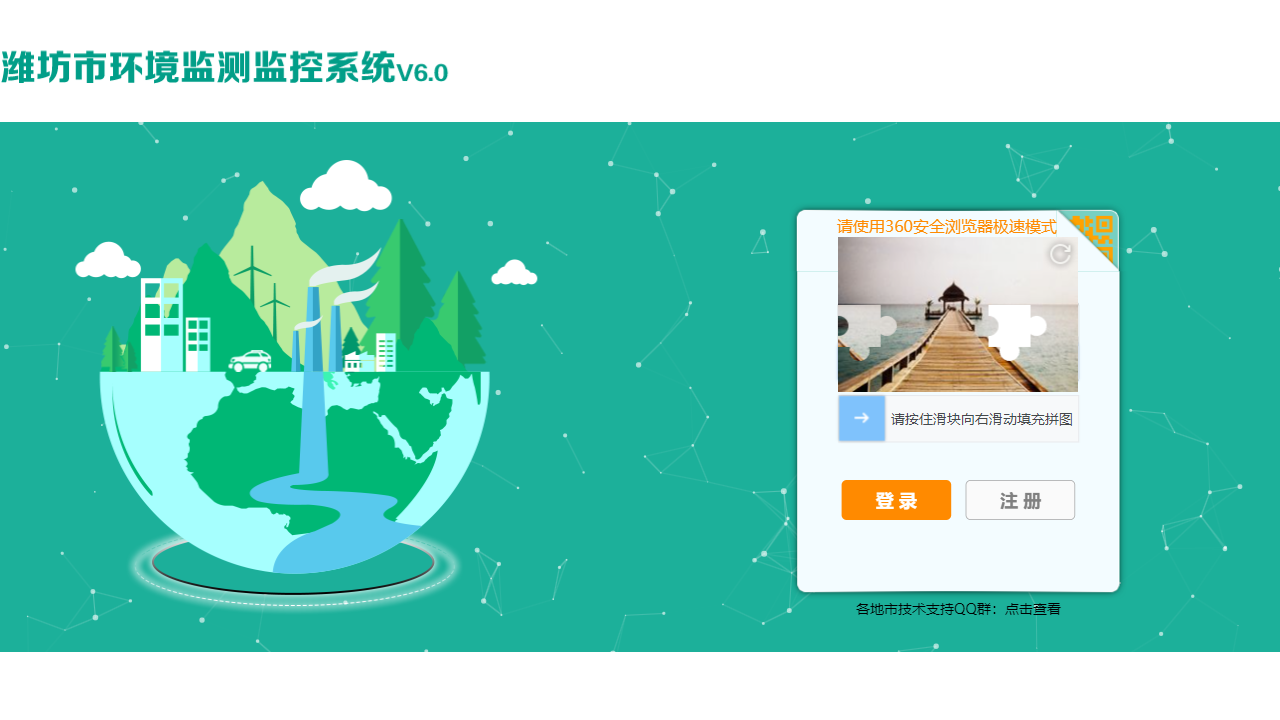 潍坊市环境监测监控系统V6.0
请使用360安全浏览器极速模式
请按住滑块向右滑动填充拼图
登 录
注 册
各地市技术支持QQ群：点击查看